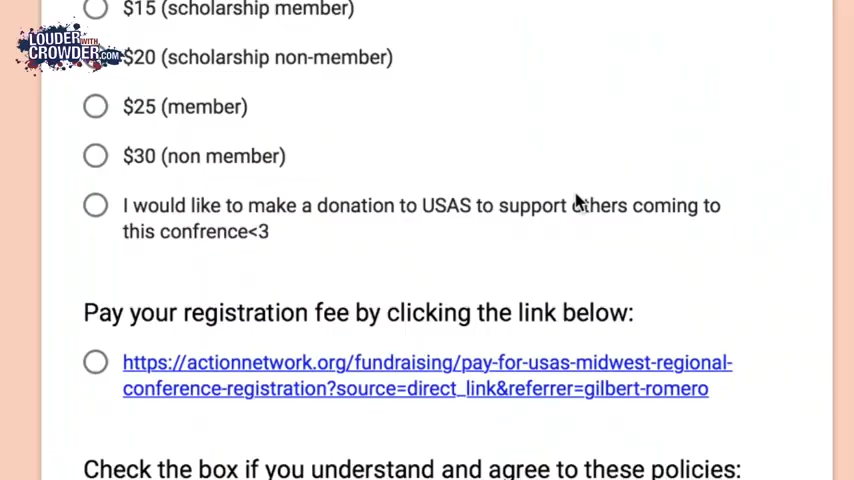 $15 (scholarship member)
LOUDER
WITH
CROWDER.COM
$20 (scholarship non-member)
$25 (member)
$30 (non member)
I would like to make a donation to USAS to support others coming to
this confrence<3
Pay your registration fee by clicking the link below:
https://actionnetwork.org/fundraising/pay-for-usas-midwest-regional-
conference-registration?source=direct_link&referrer=gilbert-romero
Check the box if you understand and agree to these policies: